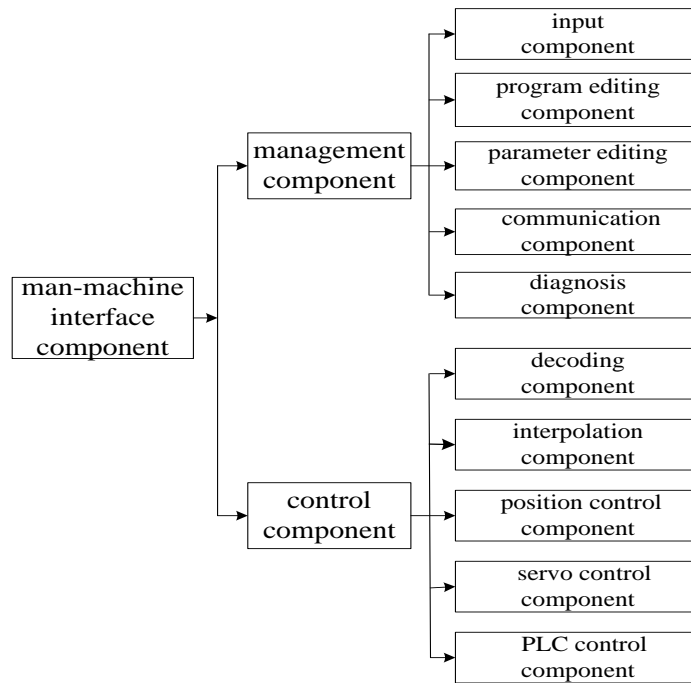 man-machine
interface
component
management
component
input
component
program editing
component
parameter editing
component
communication
component
diagnosis
component
control
component
decoding
component
interpolation
component
position control
component
servo control
component
PLC control
component